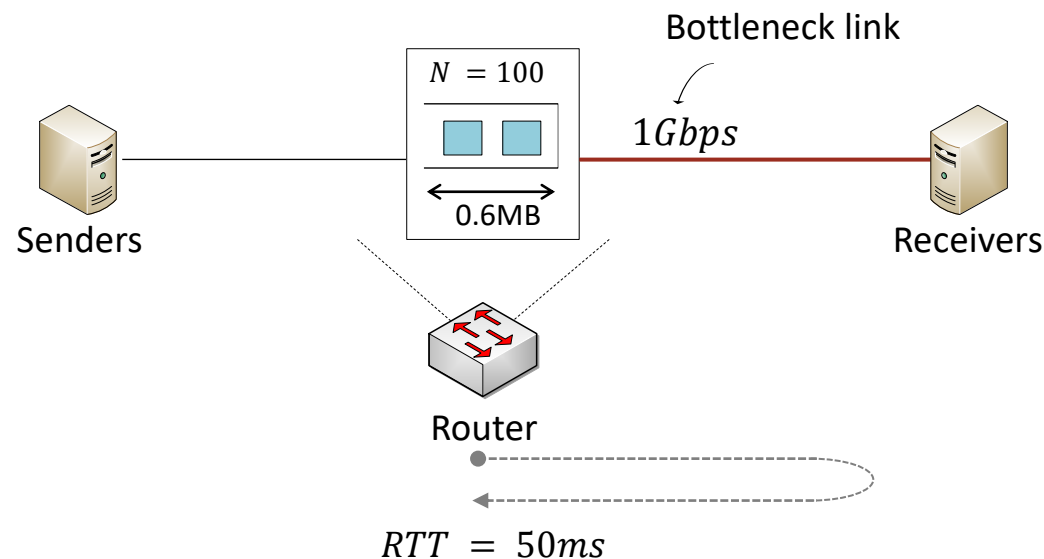 Bottleneck link
N = 100
1Gbps
0.6MB
Senders
Receivers
Router
RTT = 50ms